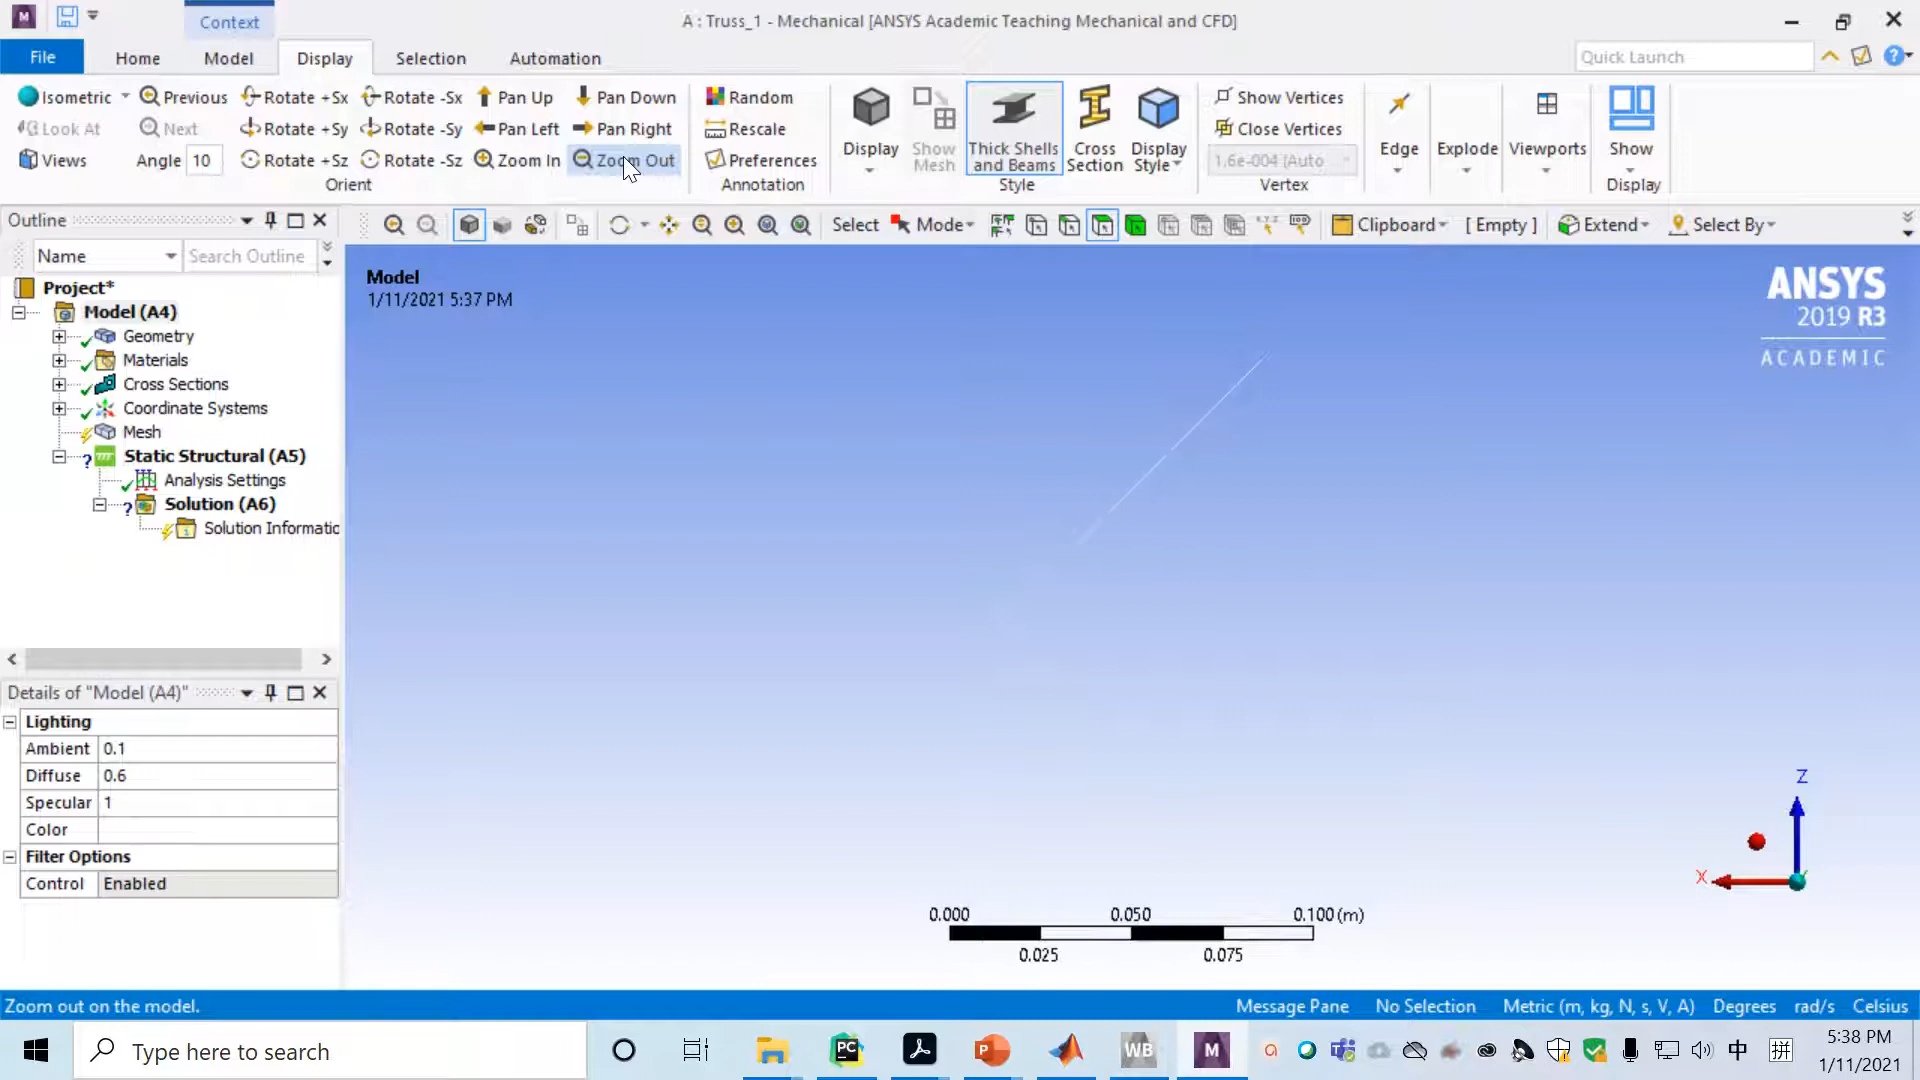 Context
A : Truss_1 - Mechanical [ANSYS Academic Teaching Mechanical and CFD]
File
Home
Model
Display
Selection
Automation
Quick Launch
Isometric
Previous
Rotate +Sx
Rotate -Sx
Pan Up
Pan Down
Look At
Next
Rotate +Sy
Rotate -Sy
Pan Left
Pan Right
Views
Angle 10
Rotate +Sz
Rotate -Sz
Zoom In
Zoom Out
Orient
Random
Rescale
Preferences
Annotation
Display
Show Mesh
Thick Shells and Beams
Cross Section
Display Style
Style
Show Vertices
Close Vertices
1.6e-004 (Auto
Vertex
Edge
Explode
Viewports
Show
Display
Outline
Select
Mode
Clipboard
[ Empty ]
Extend
Select By
Name
Search Outline
Project*
Model (A4)
Geometry
Materials
Cross Sections
Coordinate Systems
Mesh
Static Structural (A5)
Analysis Settings
Solution (A6)
Solution Informatic
Model
1/11/2021 5:37 PM
ANSYS
2019 R3
ACADEMIC
Details of "Model (A4)"
Lighting
Ambient 0.1
Diffuse 0.6
Specular 1
Color
Filter Options
Control Enabled
Z
X
0.000 0.050 0.100 (m)
0.025 0.075
Zoom out on the model.
Message Pane
No Selection
Metric (m, kg, N, s, V, A)
Degrees
rad/s
Celsius
Type here to search
PC
P
WB
M
中
拼
5:38 PM
1/11/2021